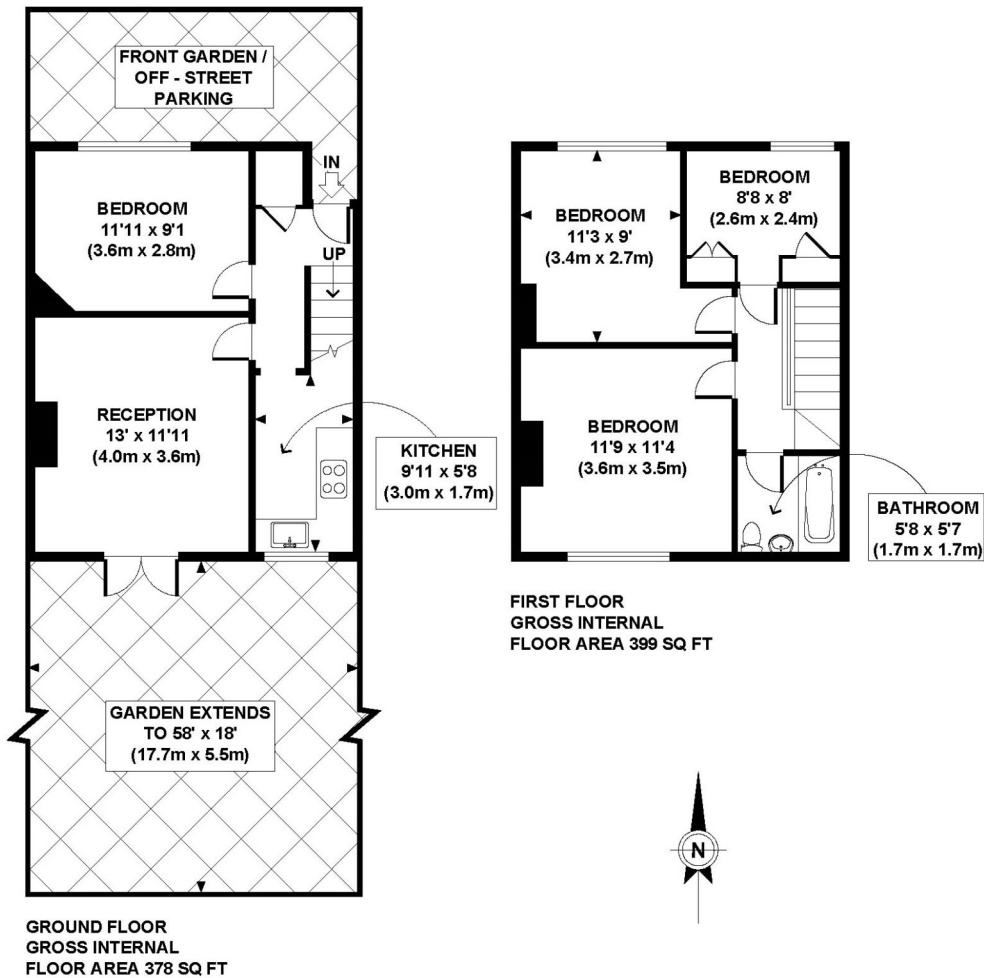 FRONT GARDEN /
OFF - STREET
PARKING
IN
BEDROOM
11'11 x 9'1
(3.6m x 2.8m)
UP
RECEPTION
13' x 11'11
(4.0m x 3.6m)
KITCHEN
9'11 x 5'8
(3.0m x 1.7m)
GARDEN EXTENDS
TO 58' x 18'
(17.7m x 5.5m)
GROUND FLOOR
GROSS INTERNAL
FLOOR AREA 378 SQ FT
BEDROOM
8'8 x 8'
(2.6m x 2.4m)
BEDROOM
11'3 x 9'
(3.4m x 2.7m)
BEDROOM
11'9 x 11'4
(3.6m x 3.5m)
BATHROOM
5'8 x 5'7
(1.7m x 1.7m)
FIRST FLOOR
GROSS INTERNAL
FLOOR AREA 399 SQ FT
N